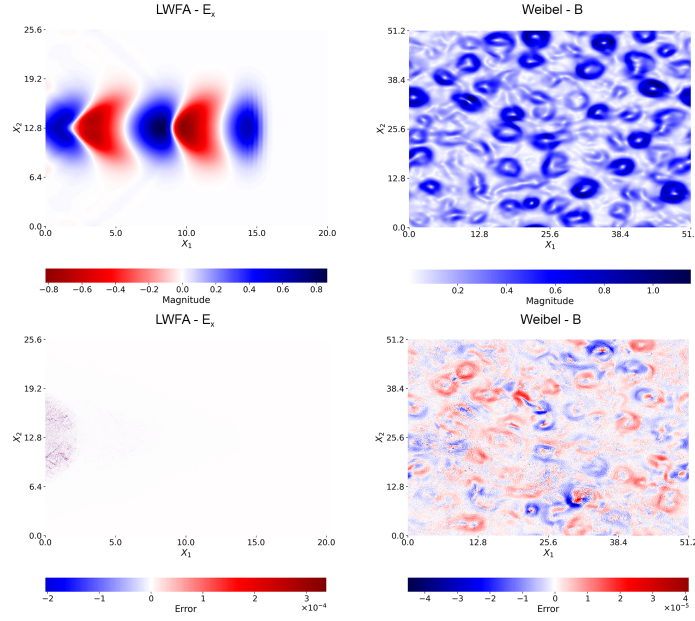 LWFA - Ex
25.6
19.2
12.8
6.4
0.0
X2
0.0 5.0 10.0 15.0 20.0
X1
−0.8 −0.6 −0.4 −0.2 0.0 0.2 0.4 0.6 0.8
Magnitude
Weibel - B
51.2
38.4
25.6
12.8
0.0
X2
0.0 12.8 25.6 38.4 51.
X1
0.2 0.4 0.6 0.8 1.0
Magnitude
LWFA - Ex
25.6
19.2
12.8
6.4
0.0
X2
0.0 5.0 10.0 15.0 20.0
X1
−2 −1 0 1 2 3
Error
×10−4
Weibel - B
51.2
38.4
25.6
12.8
0.0
X2
0.0 12.8 25.6 38.4 51.2
X1
−4 −3 −2 −1 0 1 2 3 4
Error
×10−5